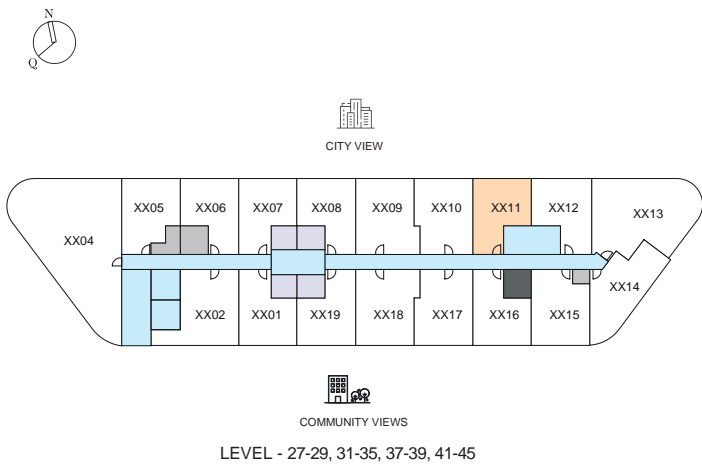 N
Q
CITY VIEW
XX05 XX06 XX07 XX08 XX09 XX10 XX11 XX12
XX13
XX04
XX14
XX02 XX01 XX19 XX18 XX17 XX16 XX15
COMMUNITY VIEWS
LEVEL - 27-29, 31-35, 37-39, 41-45